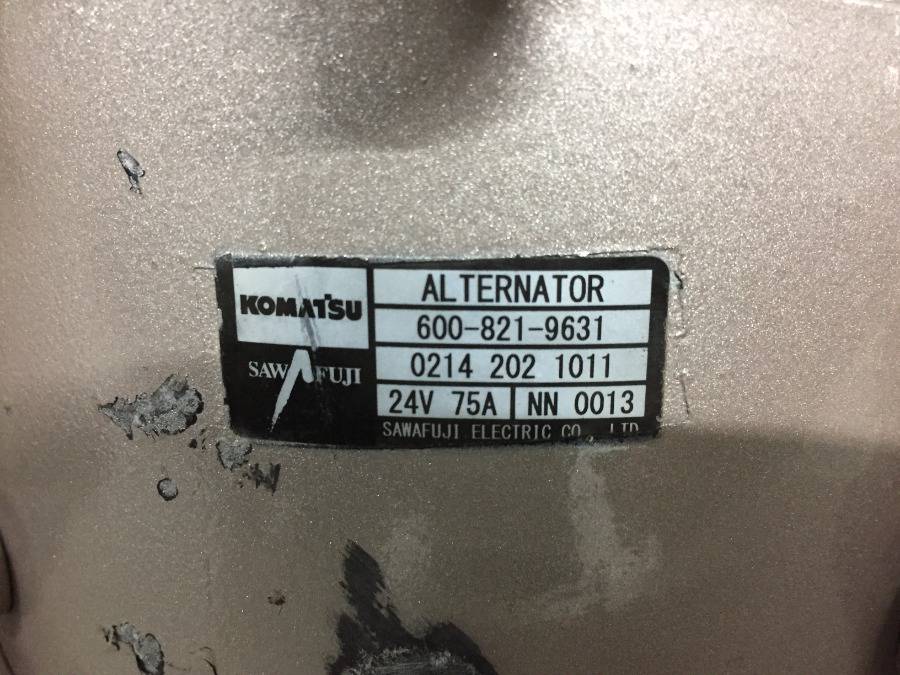 KOMATSU
SAWAFUJI
ALTERNATOR
600-821-9631
0214 202 1011
24V 75A NN 0013
SAWAFUJI ELECTRIC CO., LTD